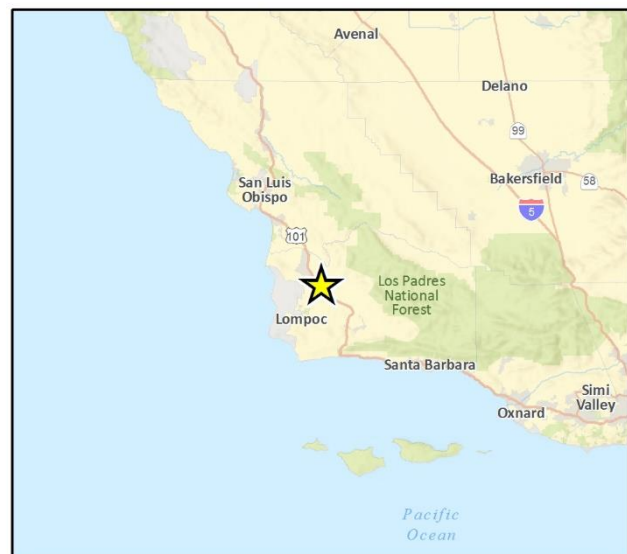 Avenal
Delano
99
Bakersfield
58
San Luis
Obispo
5
101
Los Padres
National
Forest
Lompoc
Santa Barbara
Simi
Valley
Oxnard
Pacific
Ocean